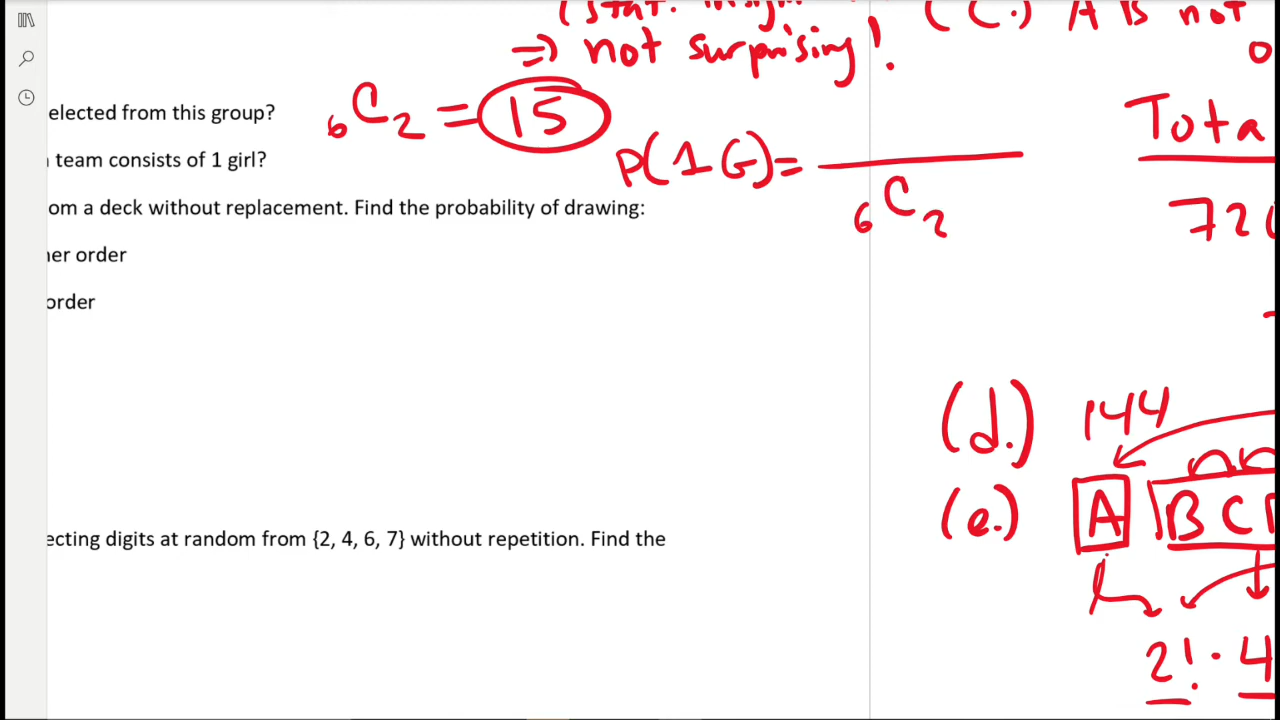 =) not surprising!
(C.) A is not
elected from this group?
6C2 = 15
team consists of 1 girl?
P(1G)=
6C2
Tota
om a deck without replacement. Find the probability of drawing:
72
er order
order
(d.) 144
(e.) A B C
ecting digits at random from {2, 4, 6, 7} without repetition. Find the
2! · 4